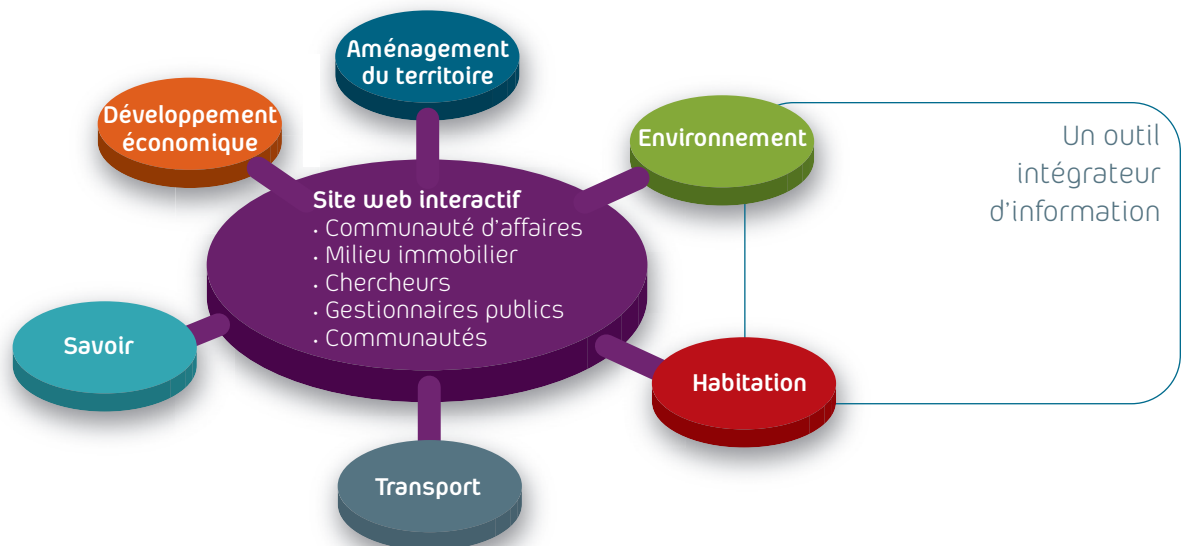 Aménagement
du territoire
Développement
économique
Environnement
Un outil
intégrateur
d'information
Site web interactif
· Communauté d'affaires
· Milieu immobilier
· Chercheurs
· Gestionnaires publics
· Communautés
Savoir
Habitation
Transport